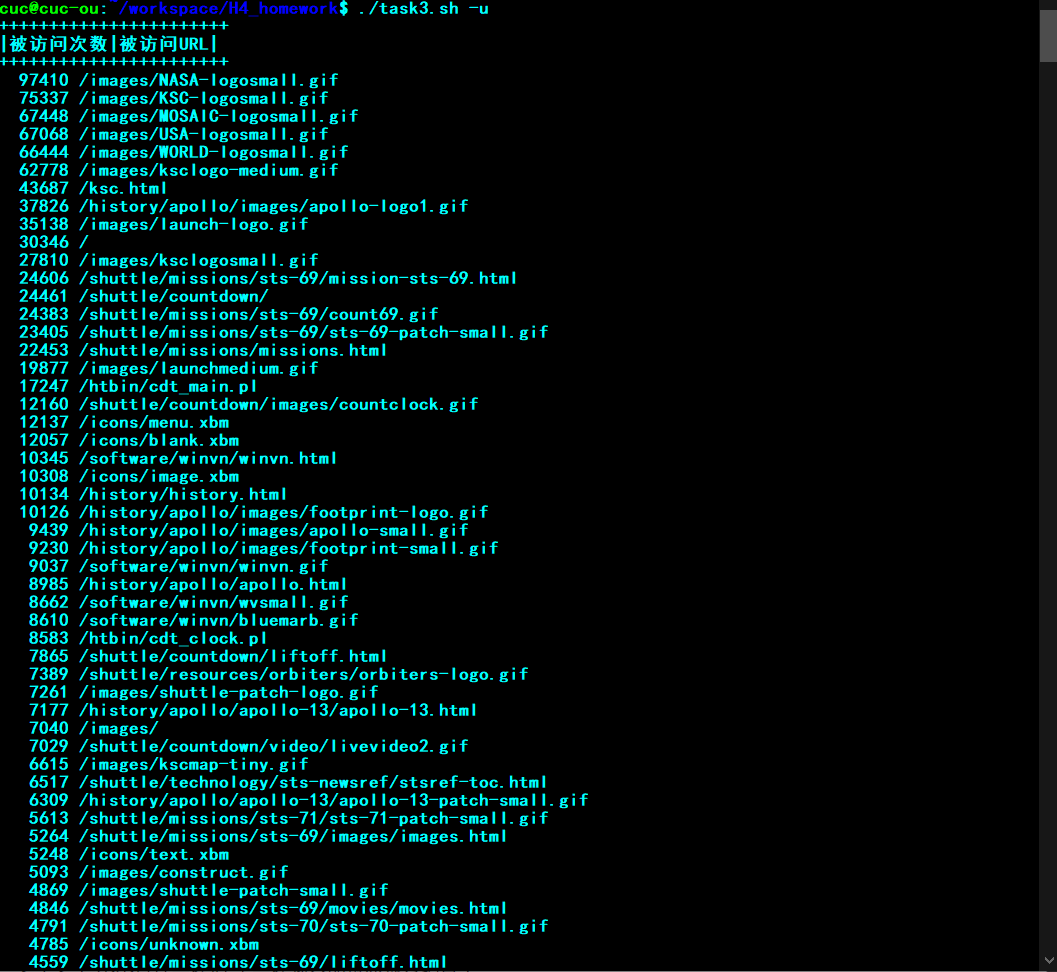 cuc@cuc-ou:~/workspace/H4_homework$ ./task3.sh -u
+++++++++++++++++++++++
|被访问次数|被访问URL|
+++++++++++++++++++++++
97410 /images/NASA-logosmall.gif
75337 /images/KSC-logosmall.gif
67448 /images/MOSAIC-logosmall.gif
67068 /images/USA-logosmall.gif
66444 /images/WORLD-logosmall.gif
62778 /images/ksclogo-medium.gif
43687 /ksc.html
37826 /history/apollo/images/apollo-logo1.gif
35138 /images/launch-logo.gif
30346 /
27810 /images/ksclogosmall.gif
24606 /shuttle/missions/sts-69/mission-sts-69.html
24461 /shuttle/countdown/
24383 /shuttle/missions/sts-69/count69.gif
23405 /shuttle/missions/sts-69/sts-69-patch-small.gif
22453 /shuttle/missions/missions.html
19877 /images/launchmedium.gif
17247 /htbin/cdt_main.pl
12160 /shuttle/countdown/images/countclock.gif
12137 /icons/menu.xbm
12057 /icons/blank.xbm
10345 /software/winvn/winvn.html
10308 /icons/image.xbm
10134 /history/history.html
10126 /history/apollo/images/footprint-logo.gif
9439 /history/apollo/images/apollo-small.gif
9230 /history/apollo/images/footprint-small.gif
9037 /software/winvn/winvn.gif
8985 /history/apollo/apollo.html
8662 /software/winvn/wvsmall.gif
8610 /software/winvn/bluemarb.gif
8583 /htbin/cdt_clock.pl
7865 /shuttle/countdown/liftoff.html
7389 /shuttle/resources/orbiters/orbiters-logo.gif
7261 /images/shuttle-patch-logo.gif
7177 /history/apollo/apollo-13/apollo-13.html
7040 /images/
7029 /shuttle/countdown/video/livevideo2.gif
6615 /images/kscmap-tiny.gif
6517 /shuttle/technology/sts-newsref/stsref-toc.html
6309 /history/apollo/apollo-13/apollo-13-patch-small.gif
5613 /shuttle/missions/sts-71/sts-71-patch-small.gif
5264 /shuttle/missions/sts-69/images/images.html
5248 /icons/text.xbm
5093 /images/construct.gif
4869 /images/shuttle-patch-small.gif
4846 /shuttle/missions/sts-69/movies/movies.html
4791 /shuttle/missions/sts-70/sts-70-patch-small.gif
4785 /icons/unknown.xbm
4559 /shuttle/missions/sts-69/liftoff.html